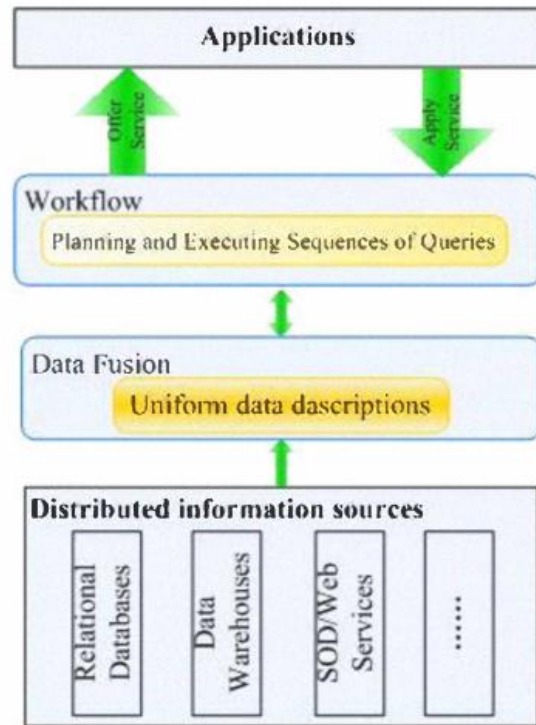 Applications
Offer
Service
Apply
Service
Workflow
Planning and Executing Sequences of Queries
Data Fusion
Uniform data dascriptions
Distributed information sources
Relational
Databases
Data
Warehouses
SOD/Web
Services
......